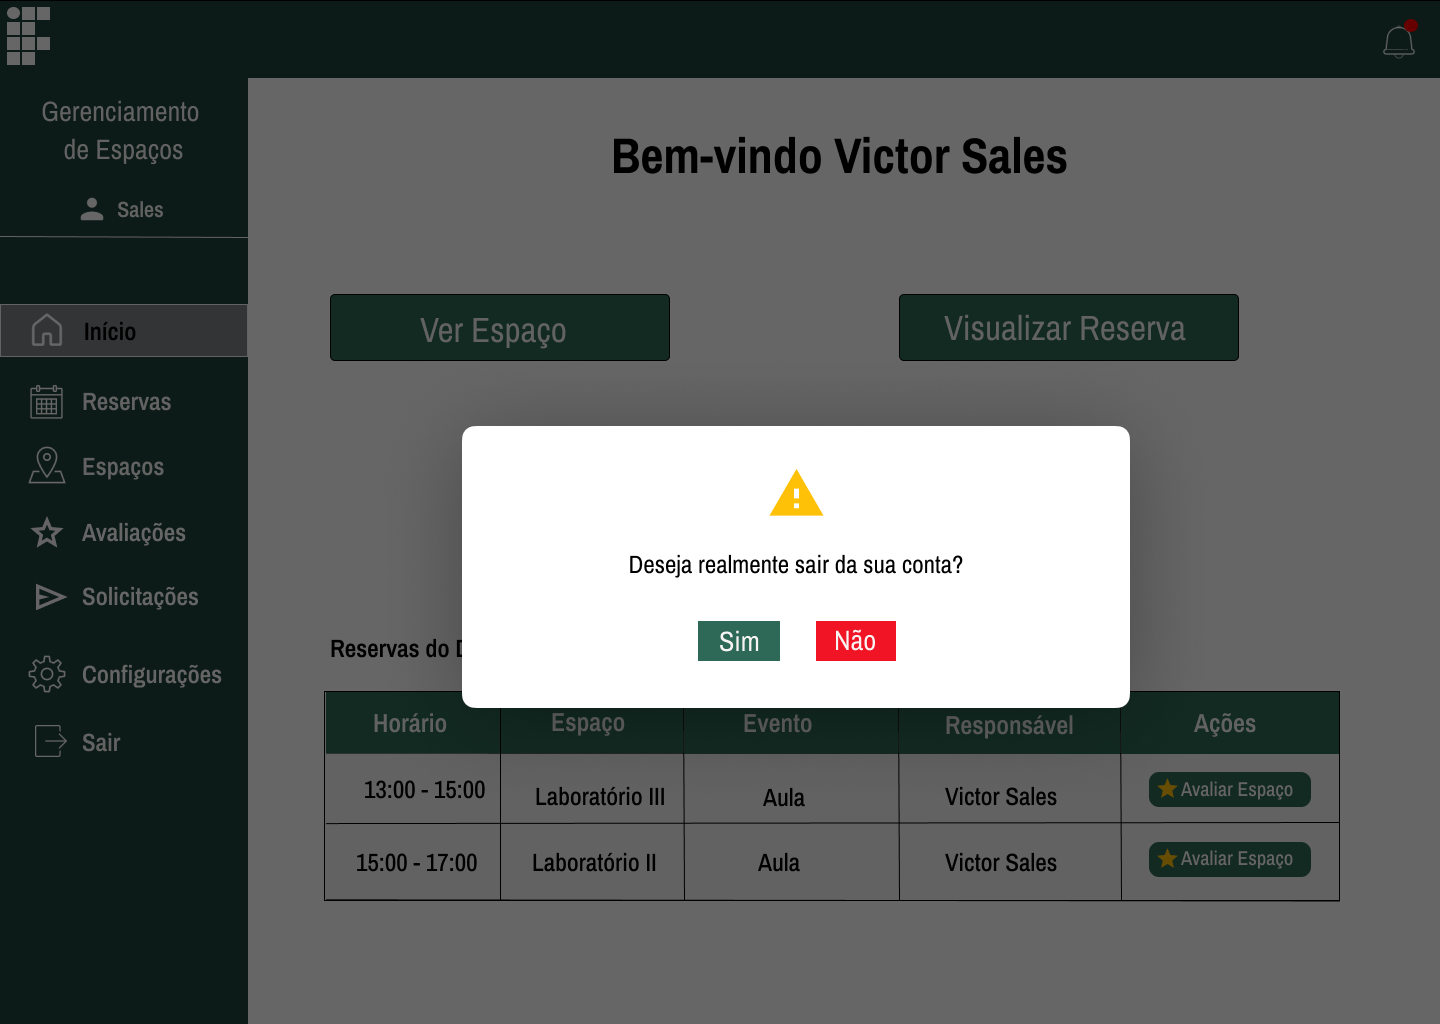 Gerenciamento
de Espaços
Sales
Início
Reservas
Espaços
Avaliações
Solicitações
Configurações
Sair
Bem-vindo Victor Sales
Ver Espaço
Visualizar Reserva
Deseja realmente sair da sua conta?
Sim
Não
Reservas do
Horário Espaço Evento Responsável Ações
13:00 - 15:00 Laboratório III Aula Victor Sales Avaliar Espaço
15:00 - 17:00 Laboratório II Aula Victor Sales Avaliar Espaço